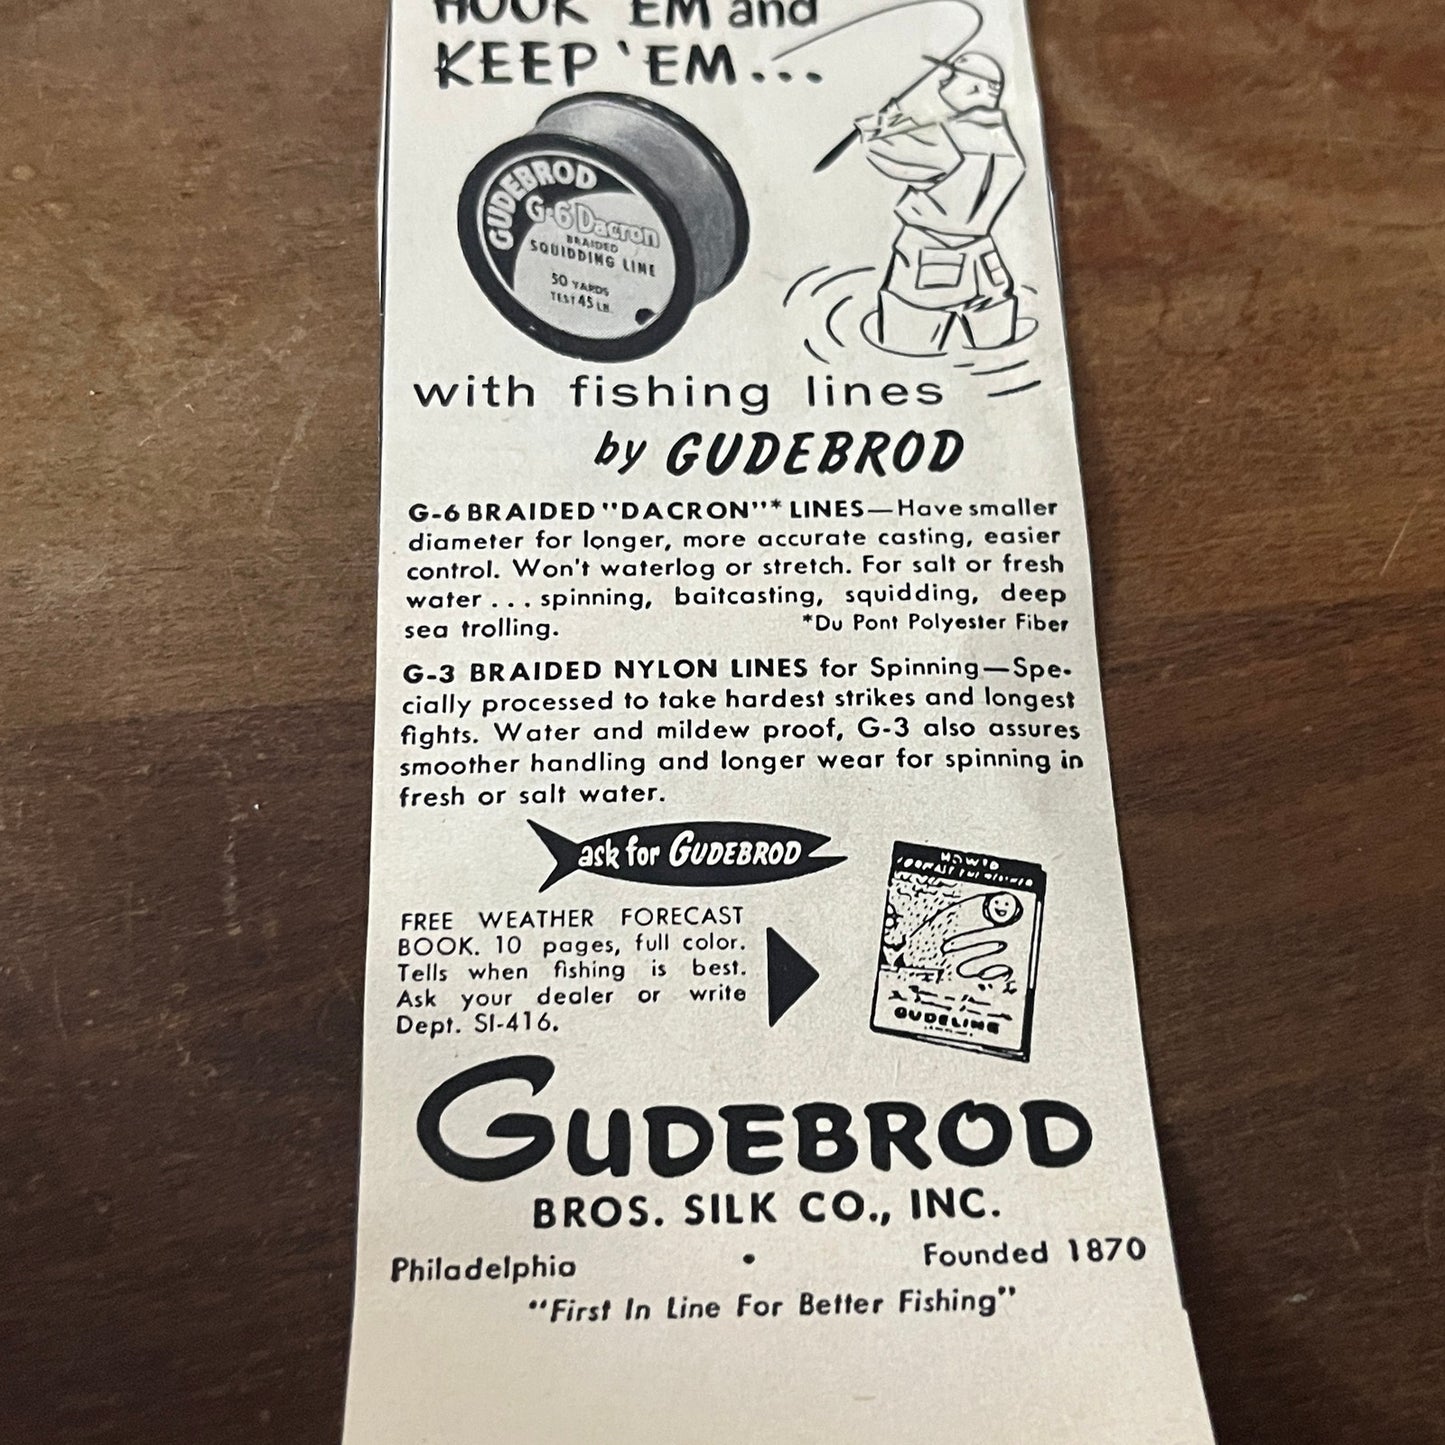 HOOK 'EM and
KEEP 'EM...
GUDEBROD
G-6 Dacron
BRAIDED
SQUIDDING LINE
50 YARDS
TEST 45 LB.
with fishing lines
by GUDEBROD
G-6 BRAIDED "DACRON"* LINES—Have smaller
diameter for longer, more accurate casting, easier
control. Won't waterlog or stretch. For salt or fresh
water . . . spinning, baitcasting, squidding, deep
sea trolling. *Du Pont Polyester Fiber
G-3 BRAIDED NYLON LINES for Spinning—Spe-
cially processed to take hardest strikes and longest
fights. Water and mildew proof, G-3 also assures
smoother handling and longer wear for spinning in
fresh or salt water.
ask for GUDEBROD
FREE WEATHER FORECAST
BOOK. 10 pages, full color.
Tells when fishing is best.
Ask your dealer or write
Dept. SI-416.
HOW TO
FORECAST THE WEATHER
GUDELINE
GUDEBROD
BROS. SILK CO., INC.
Philadelphia • Founded 1870
"First In Line For Better Fishing"